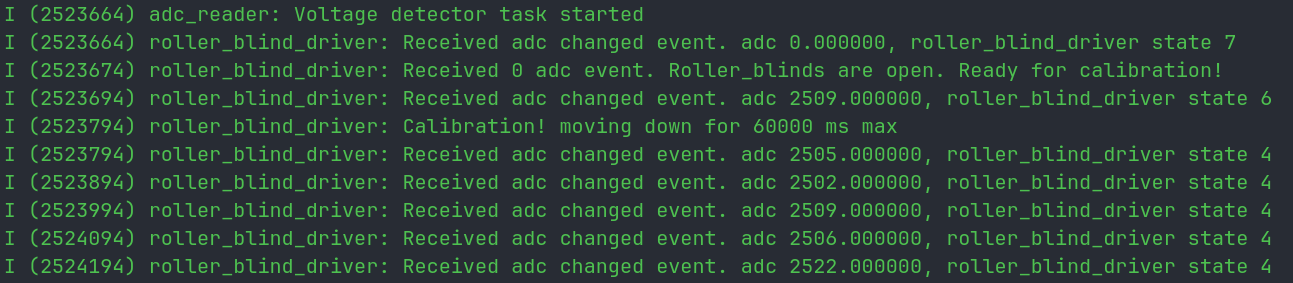 I (2523664) adc_reader: Voltage detector task started
I (2523664) roller_blind_driver: Received adc changed event. adc 0.000000, roller_blind_driver state 7
I (2523674) roller_blind_driver: Received 0 adc event. Roller_blinds are open. Ready for calibration!
I (2523694) roller_blind_driver: Received adc changed event. adc 2509.000000, roller_blind_driver state 6
I (2523794) roller_blind_driver: Calibration! moving down for 60000 ms max
I (2523794) roller_blind_driver: Received adc changed event. adc 2505.000000, roller_blind_driver state 4
I (2523894) roller_blind_driver: Received adc changed event. adc 2502.000000, roller_blind_driver state 4
I (2523994) roller_blind_driver: Received adc changed event. adc 2509.000000, roller_blind_driver state 4
I (2524094) roller_blind_driver: Received adc changed event. adc 2506.000000, roller_blind_driver state 4
I (2524194) roller_blind_driver: Received adc changed event. adc 2522.000000, roller_blind_driver state 4